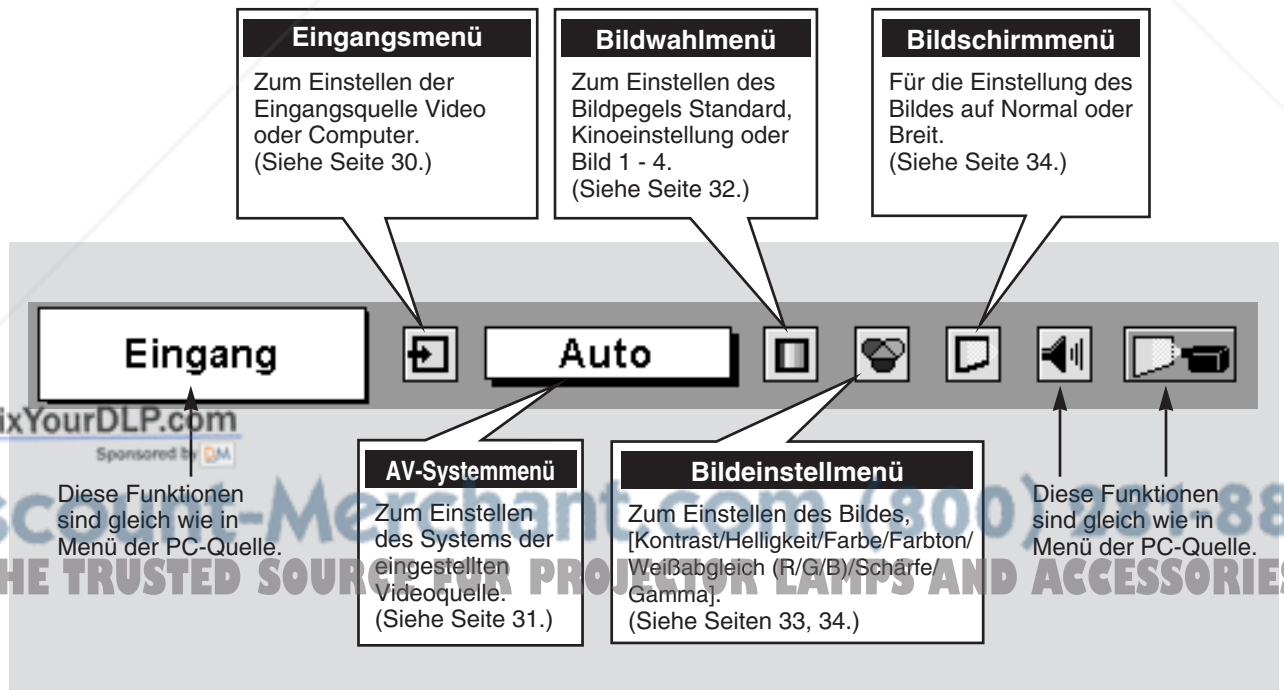 Eingangsmenü
Zum Einstellen der
Eingangsquelle Video
oder Computer.
(Siehe Seite 30.)
Bildwahlmenü
Zum Einstellen des
Bildpegels Standard,
Kinoeinstellung oder
Bild 1 - 4.
(Siehe Seite 32.)
Bildschirmmenü
Für die Einstellung des
Bildes auf Normal oder
Breit.
(Siehe Seite 34.)
Eingang
Auto
ixYourDLP.com
Sponsored by DM
Diese Funktionen
sind gleich wie in
Menü der PC-Quelle.
AV-Systemmenü
Zum Einstellen
des Systems der
eingestellten
Videoquelle.
(Siehe Seite 31.)
Bildeinstellmenü
Zum Einstellen des Bildes,
[Kontrast/Helligkeit/Farbe/Farbton/
Weißabgleich (R/G/B)/Schärfe/
Gamma].
(Siehe Seiten 33, 34.)
Diese Funktionen
sind gleich wie in
Menü der PC-Quelle.
scount-Merchant.com (800) 281-88
HE TRUSTED SOURCE FOR PROJECTOR LAMPS AND ACCESSORIES